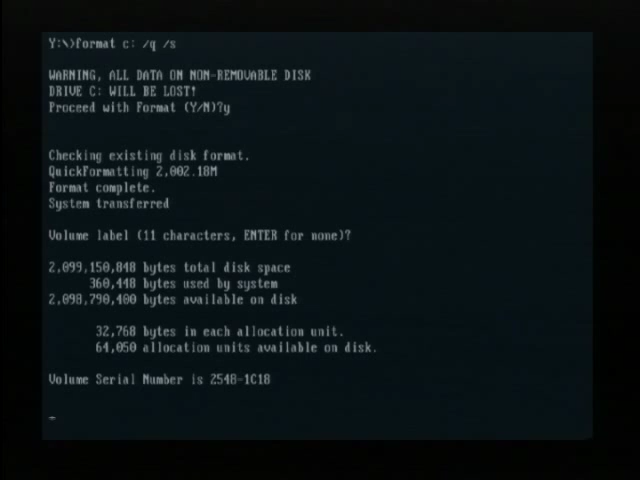 Y:\>format c: /q /s
WARNING, ALL DATA ON NON-REMOVABLE DISK
DRIVE C: WILL BE LOST!
Proceed with Format (Y/N)?y
Checking existing disk format.
QuickFormatting 2,002.18M
Format complete.
System transferred
Volume label (11 characters, ENTER for none)?
2,099,150,848 bytes total disk space
360,448 bytes used by system
2,098,790,400 bytes available on disk
32,768 bytes in each allocation unit.
64,050 allocation units available on disk.
Volume Serial Number is 2548-1C18